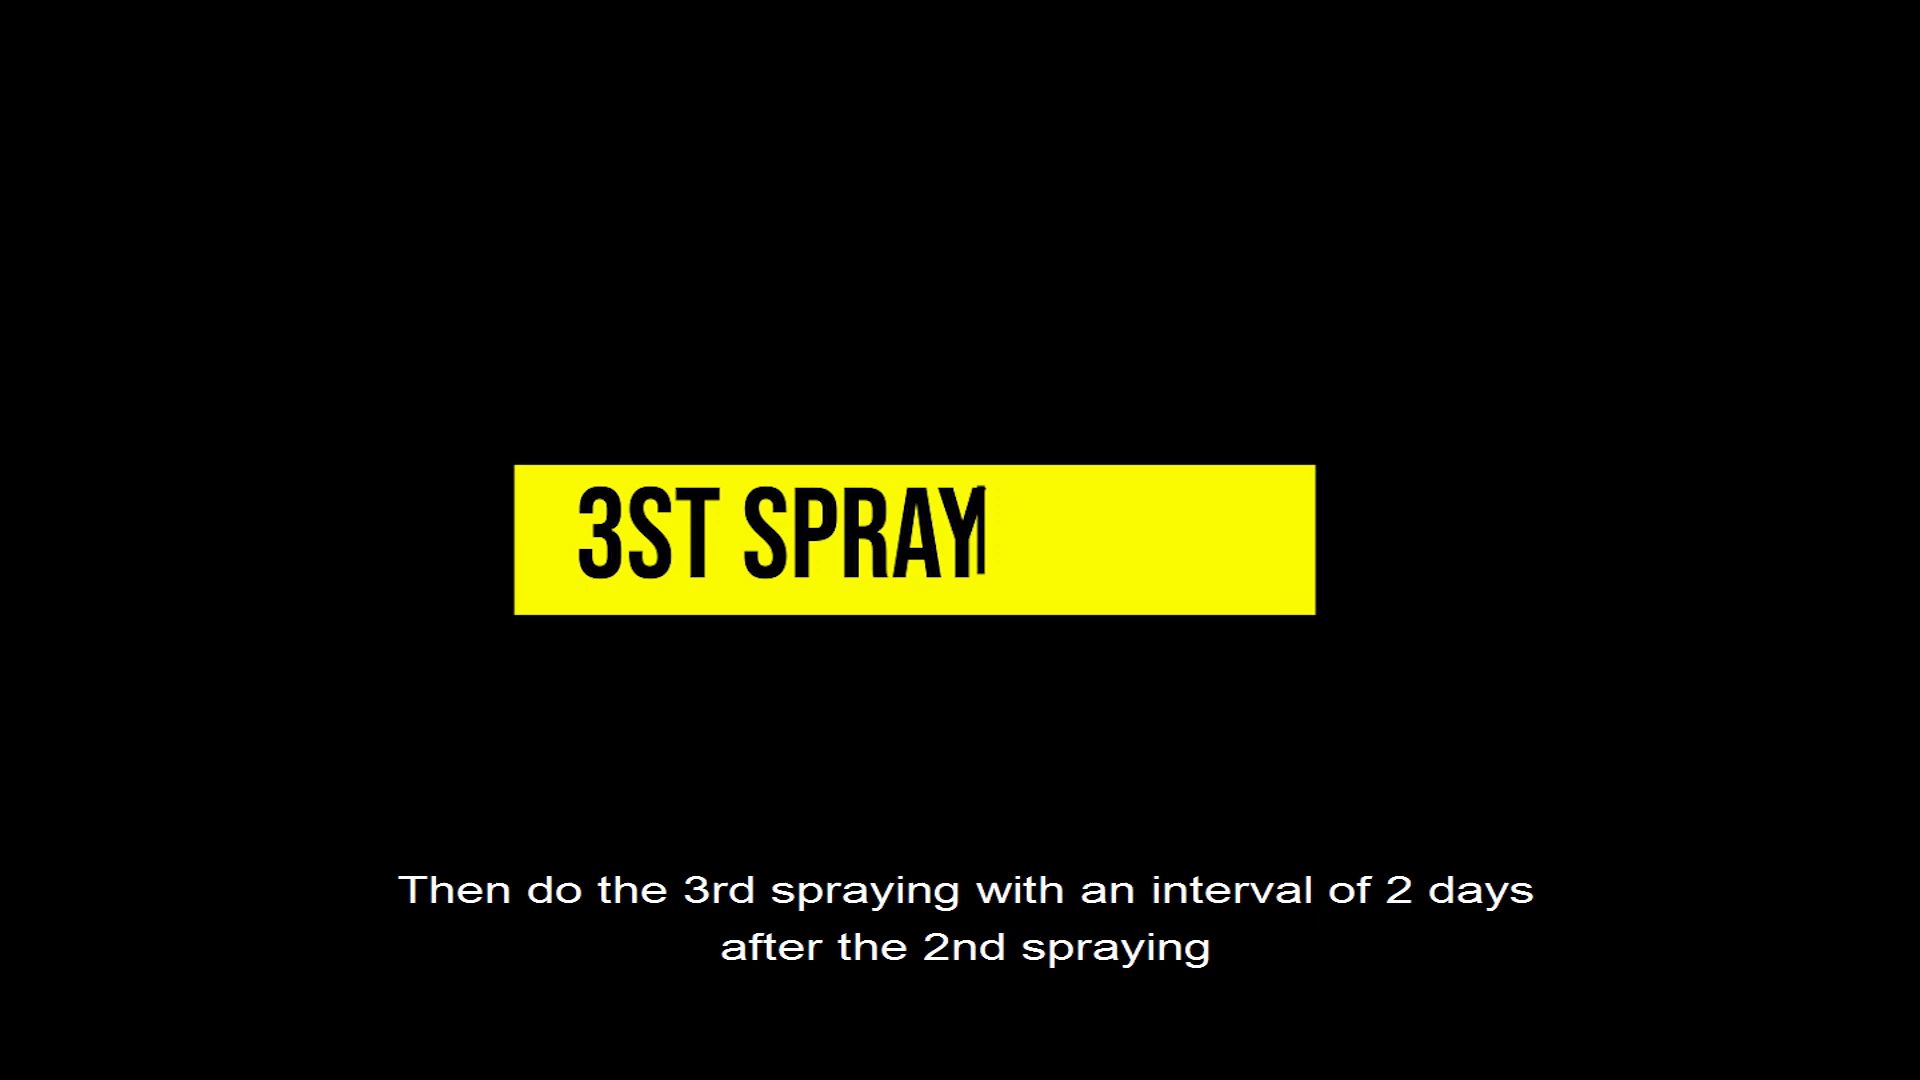 3ST SPRAY
Then do the 3rd spraying with an interval of 2 days
after the 2nd spraying